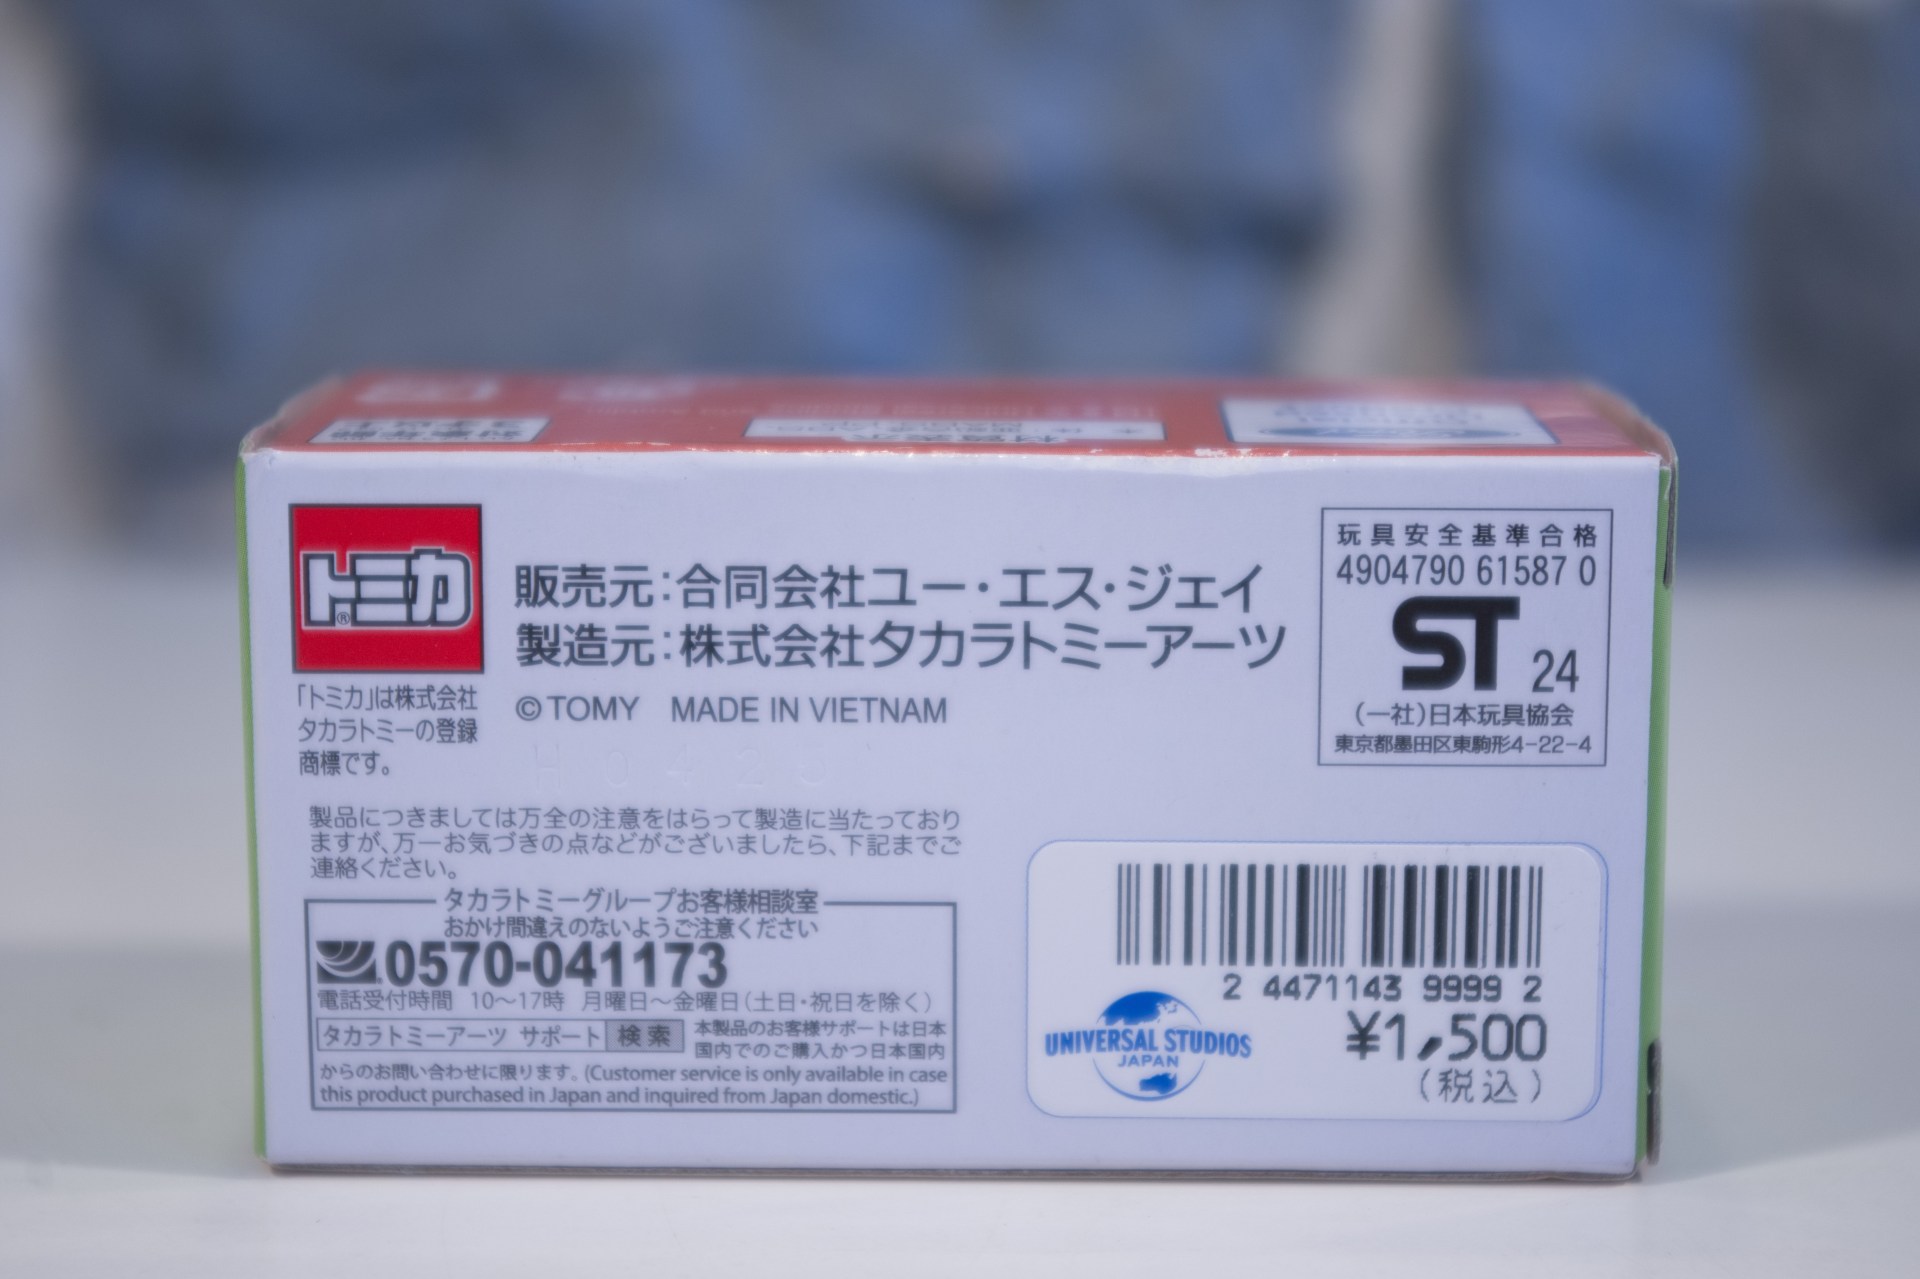 対象年齢
3才以上
材質表示
トミカ
®
「トミカ」は株式会社
タカラトミーの登録
商標です。
販売元：合同会社ユー・エス・ジェイ
製造元：株式会社タカラトミーアーツ
©TOMY MADE IN VIETNAM
玩具安全基準合格
4904790 61587 0
ST 24
(一社)日本玩具協会
東京都墨田区東駒形4-22-4
製品につきましては万全の注意をはらって製造に当たっており
ますが、万一お気づきの点などがございましたら、下記までご
連絡ください。
タカラトミーグループお客様相談室
おかけ間違えのないようご注意ください
0570-041173
電話受付時間 10～17時 月曜日～金曜日(土日・祝日を除く)
タカラトミーアーツ サポート 検索
本製品のお客様サポートは日本
国内でのご購入かつ日本国内
からのお問い合わせに限ります。(Customer service is only available in case
this product purchased in Japan and inquired from Japan domestic.)
2 4471143 9999 2
UNIVERSAL STUDIOS
JAPAN
¥1,500
(税込)